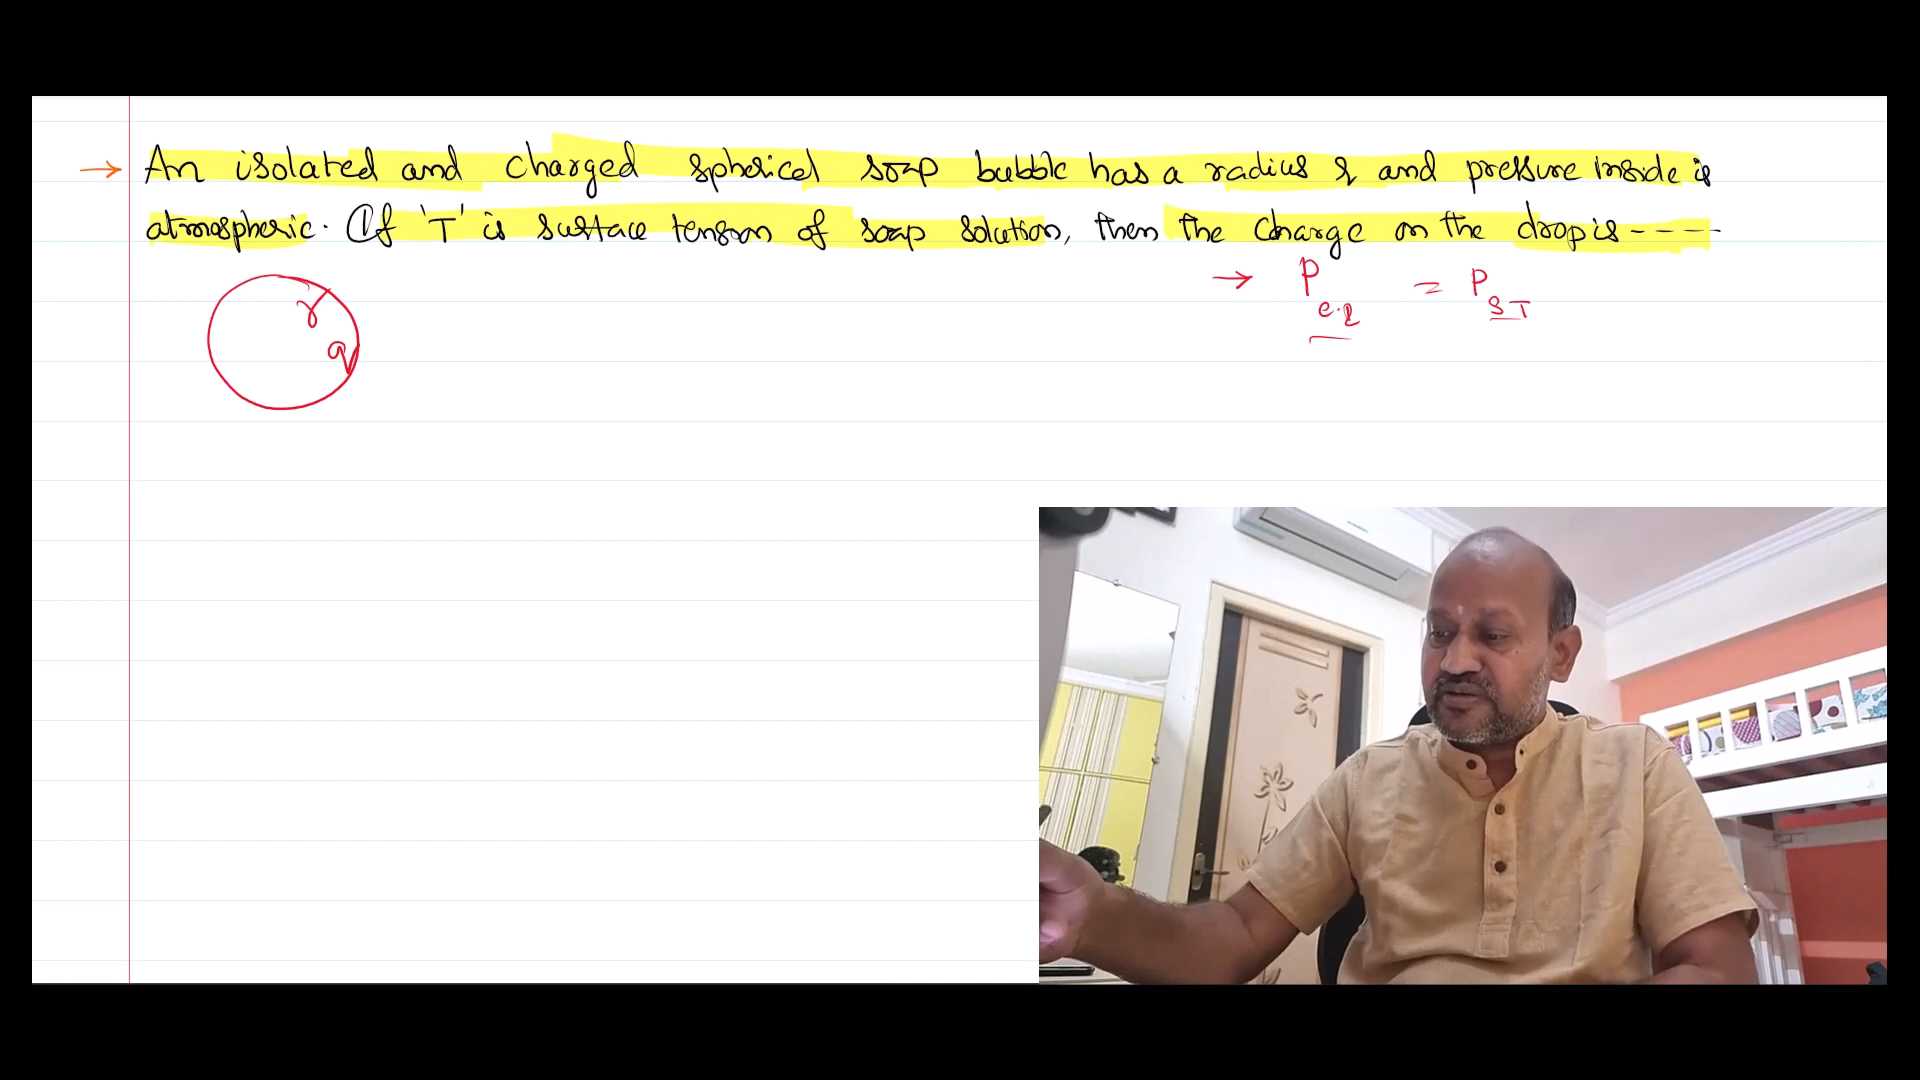 → An isolated and charged spherical soap bubble has a radius r and pressure inside is
atmospheric. If 'T' is surface tension of soap solution, then the charge on the drop is -----
→ P e.l = P S T
r
q